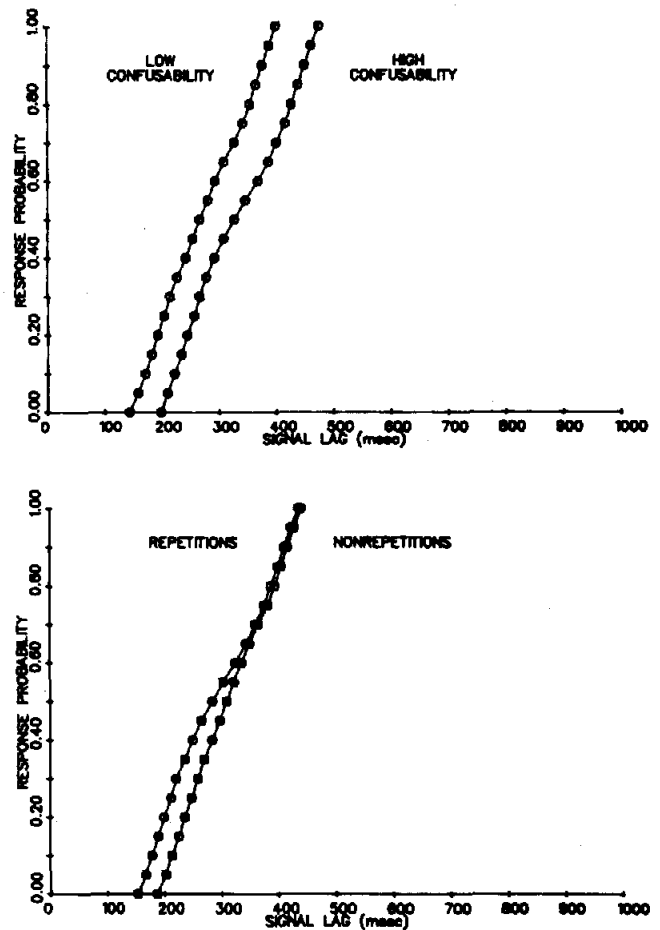 LOW CONFUSABILITY
HIGH CONFUSABILITY
RESPONSE PROBABILITY
1.00
0.80
0.60
0.40
0.20
0.00
0 100 200 300 400 500 600 700 800 900 1000
SIGNAL LAG (msec)
REPETITIONS
NONREPETITIONS
RESPONSE PROBABILITY
1.00
0.80
0.60
0.40
0.20
0.00
0 100 200 300 400 500 600 700 800 900 1000
SIGNAL LAG (msec)